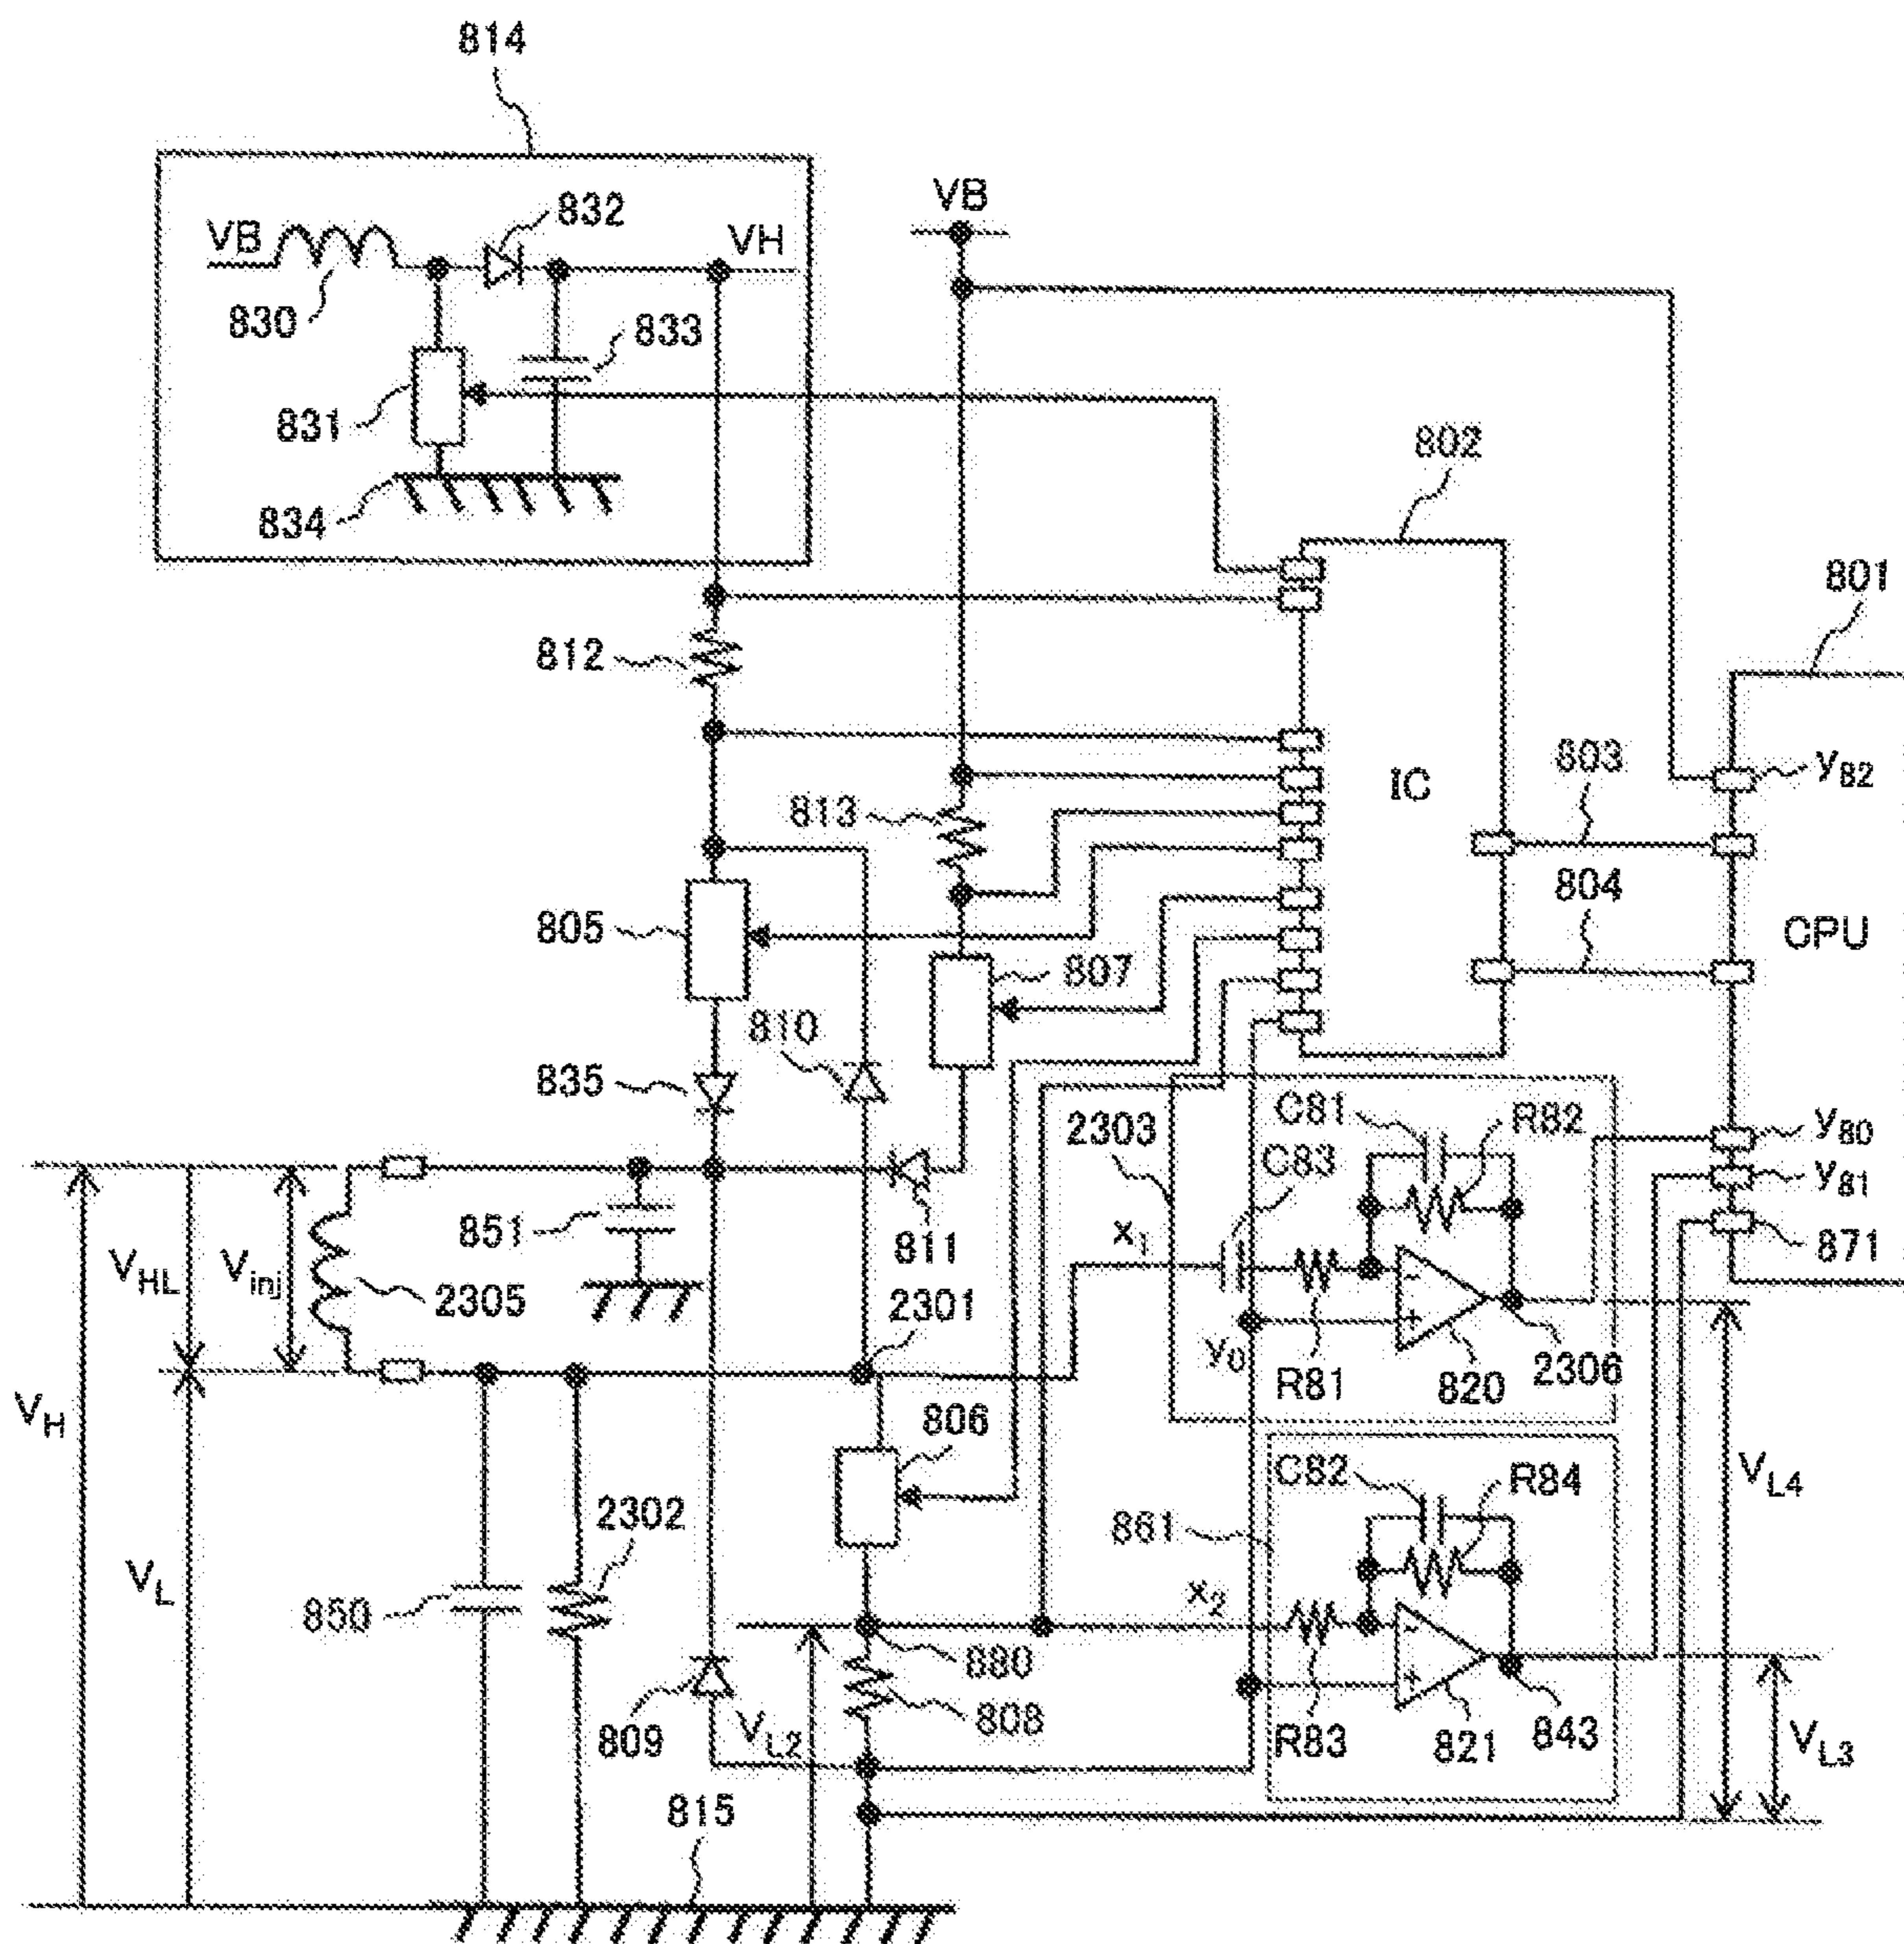 814
VB
832
VB
VH
830
833
831
802
834
801
812
803
y82
IC
813
804
805
CPU
807
810
835
C81
R82
y80
2303
C83
y81
851
811
x1
871
VHL
Vinj
2305
2301
y0
R81
820
2306
VH
806
C82
R84
VL4
2302
861
VL
850
x2
880
809
VL2
808
R83
821
843
VL3
815